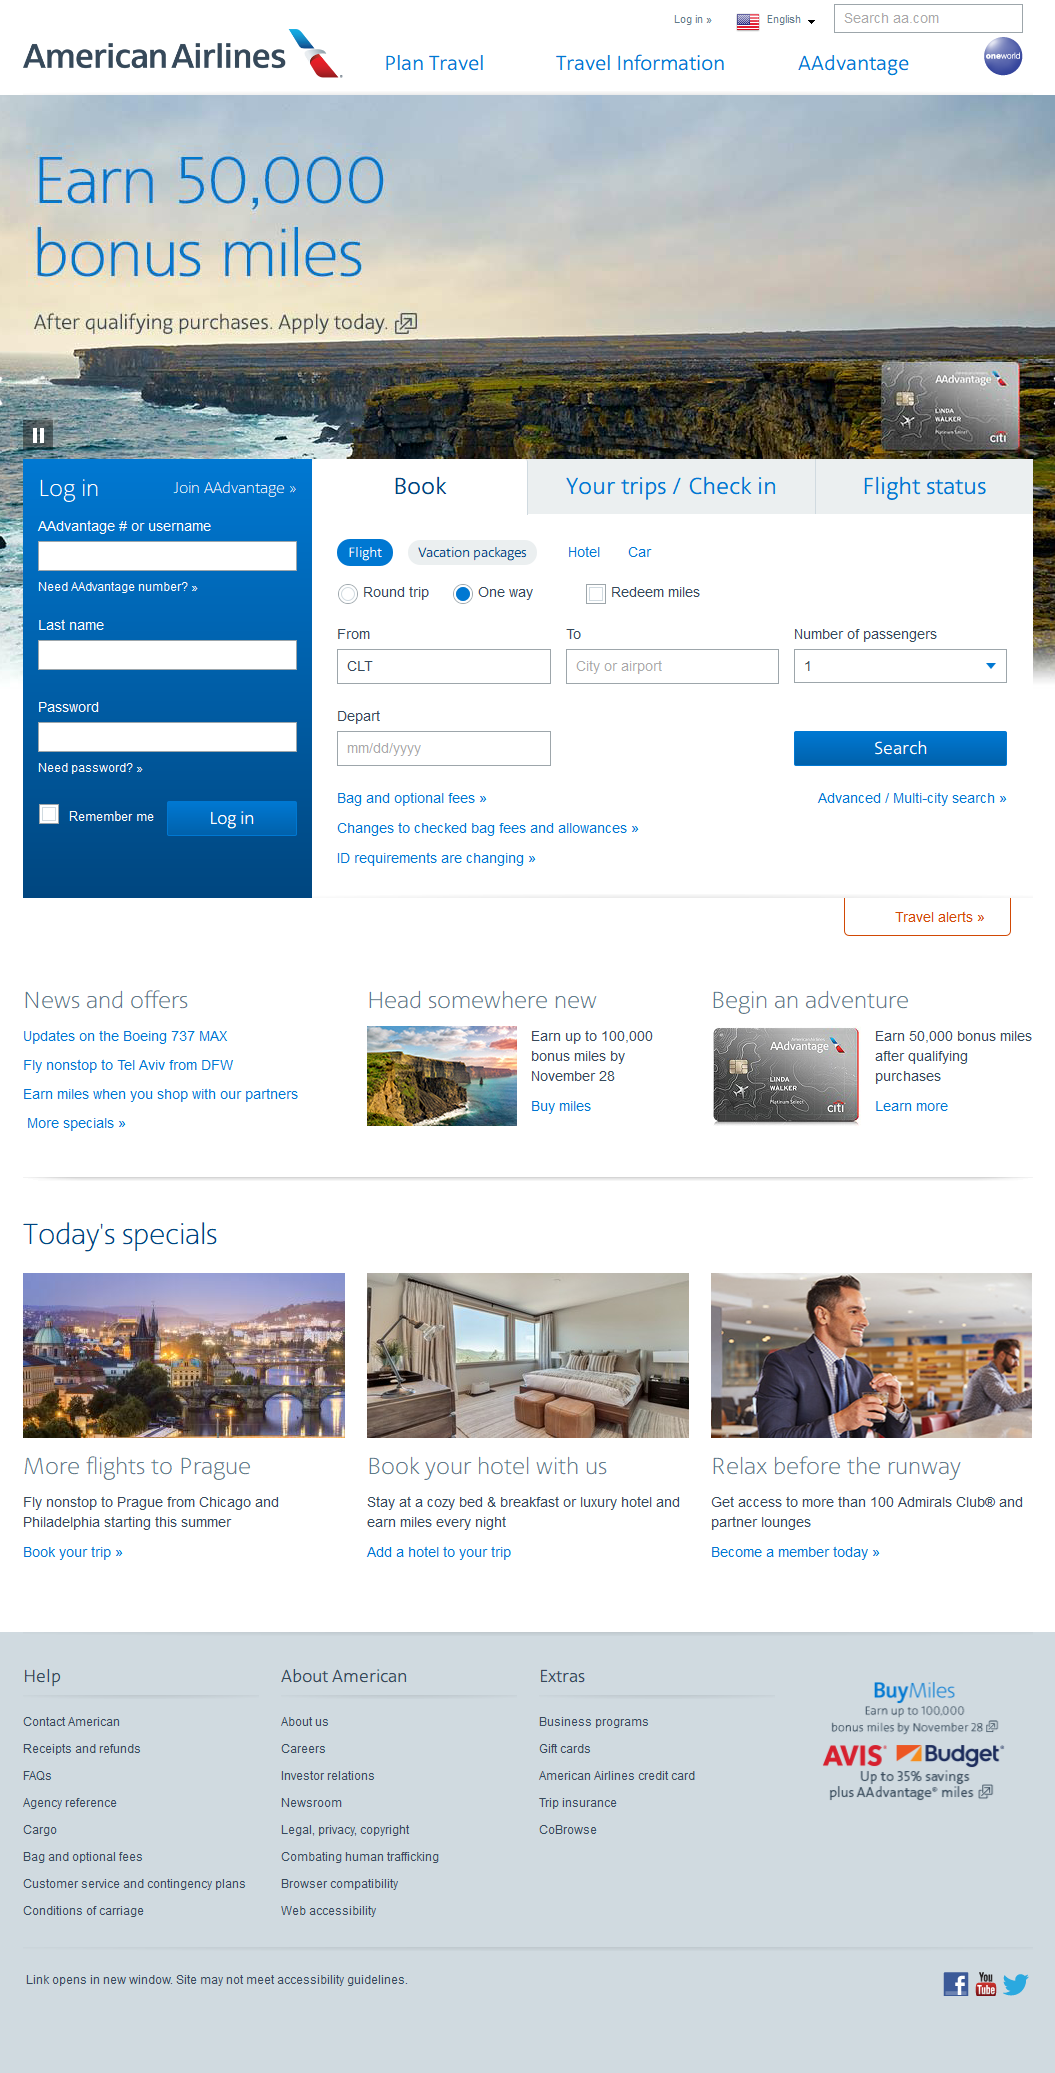 Log in »
English
Search aa.com
American Airlines
Plan Travel
Travel Information
AAdvantage
oneworld
Earn 50,000
bonus miles
After qualifying purchases. Apply today.
AAdvantage
LINDA
WALKER
Platinum Select
citi
Log in
Join AAdvantage »
AAdvantage # or username
Need AAdvantage number? »
Last name
Password
Need password? »
Remember me
Log in
Book
Your trips / Check in
Flight status
Flight
Vacation packages
Hotel
Car
Round trip
One way
Redeem miles
From
To
Number of passengers
CLT
City or airport
1
Depart
mm/dd/yyyy
Search
Bag and optional fees »
Advanced / Multi-city search »
Changes to checked bag fees and allowances »
ID requirements are changing »
Travel alerts »
News and offers
Updates on the Boeing 737 MAX
Fly nonstop to Tel Aviv from DFW
Earn miles when you shop with our partners
More specials »
Head somewhere new
Earn up to 100,000
bonus miles by
November 28
Buy miles
Begin an adventure
AAdvantage
LINDA
WALKER
Platinum Select
citi
Earn 50,000 bonus miles
after qualifying
purchases
Learn more
Today's specials
More flights to Prague
Fly nonstop to Prague from Chicago and
Philadelphia starting this summer
Book your trip »
Book your hotel with us
Stay at a cozy bed & breakfast or luxury hotel and
earn miles every night
Add a hotel to your trip
Relax before the runway
Get access to more than 100 Admirals Club® and
partner lounges
Become a member today »
Help
Contact American
Receipts and refunds
FAQs
Agency reference
Cargo
Bag and optional fees
Customer service and contingency plans
Conditions of carriage
About American
About us
Careers
Investor relations
Newsroom
Legal, privacy, copyright
Combating human trafficking
Browser compatibility
Web accessibility
Extras
Business programs
Gift cards
American Airlines credit card
Trip insurance
CoBrowse
BuyMiles
Earn up to 100,000
bonus miles by November 28
AVIS® Budget®
Up to 35% savings
plus AAdvantage® miles
Link opens in new window. Site may not meet accessibility guidelines.
You
Tube